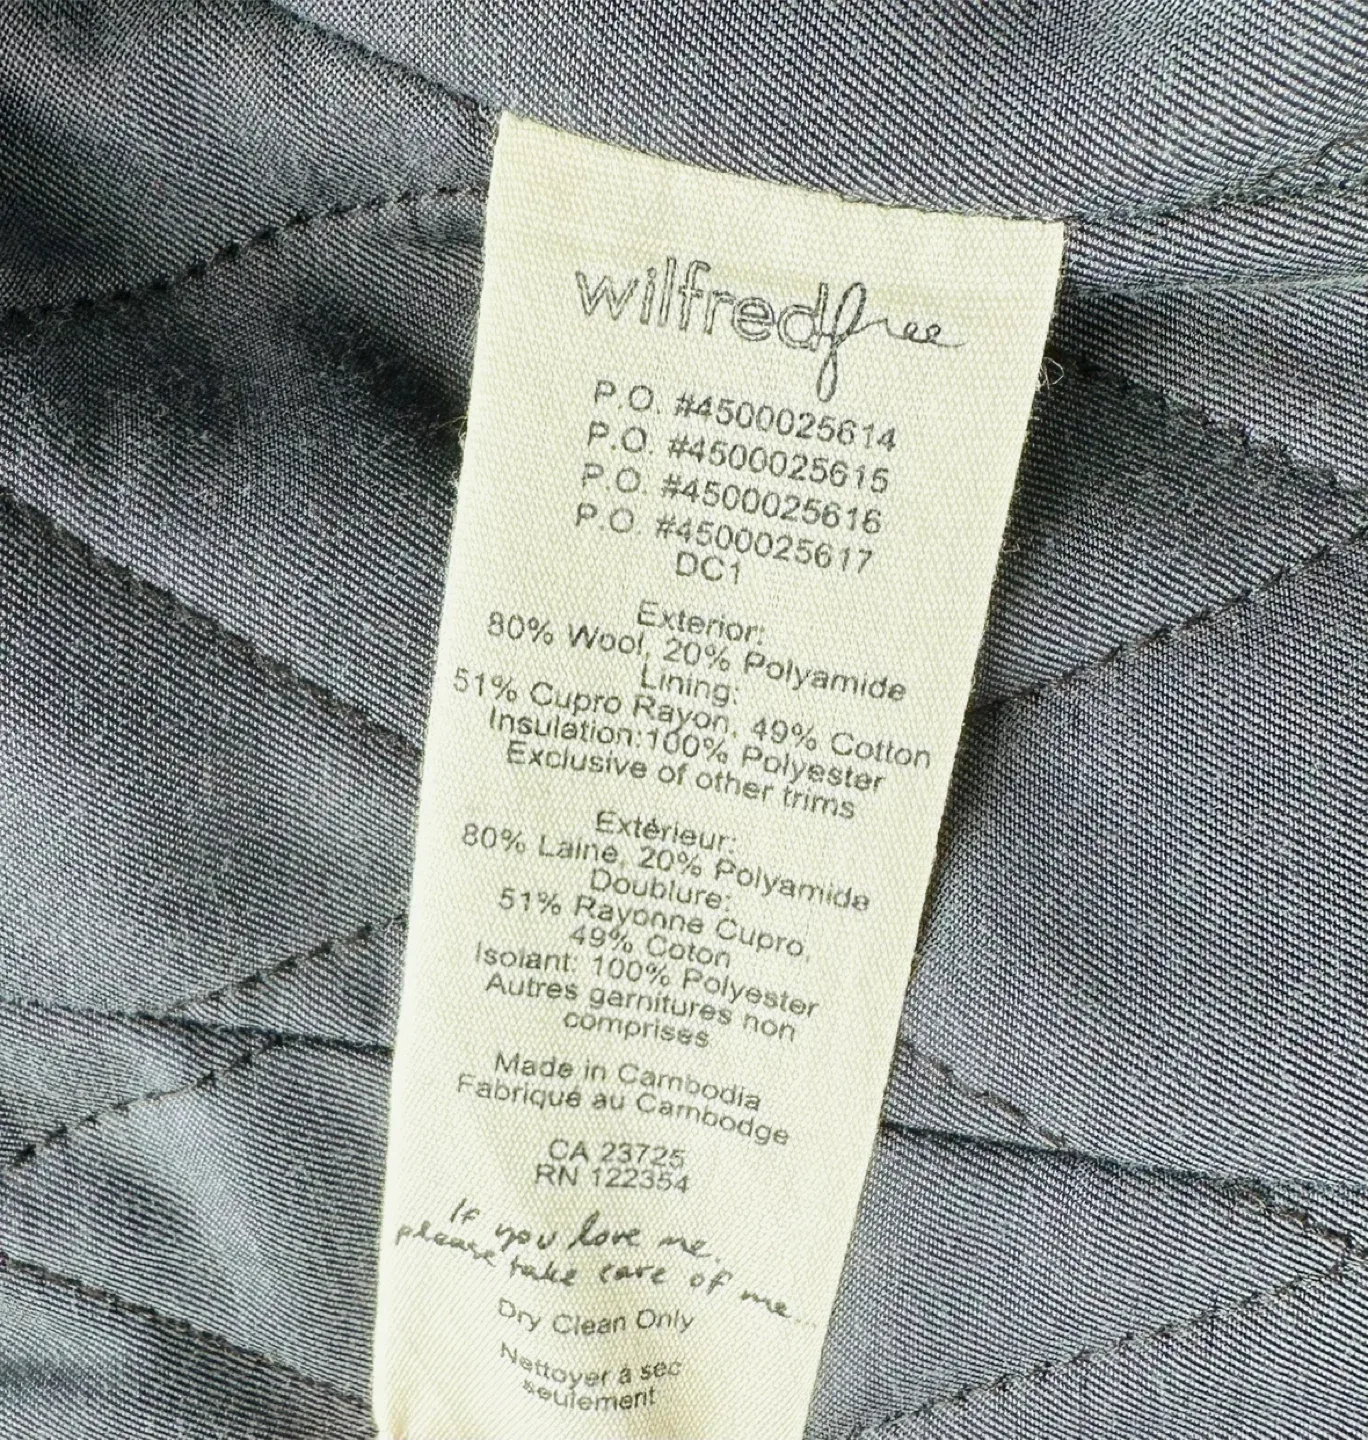 wilfredfree
P.O. #4500025614
P.O. #4500025615
P.O. #4500025616
P.O. #4500025617
DC1
Exterior:
80% Wool, 20% Polyamide
Lining:
51% Cupro Rayon, 49% Cotton
Insulation:100% Polyester
Exclusive of other trims
Extérieur:
80% Laine, 20% Polyamide
Doublure:
51% Rayonne Cupro,
49% Coton
Isolant: 100% Polyester
Autres garnitures non
comprises
Made in Cambodia
Fabriqué au Cambodge
CA 23725
RN 122354
If you love me,
please take care of me...
Dry Clean Only
Nettoyer à sec
seulement